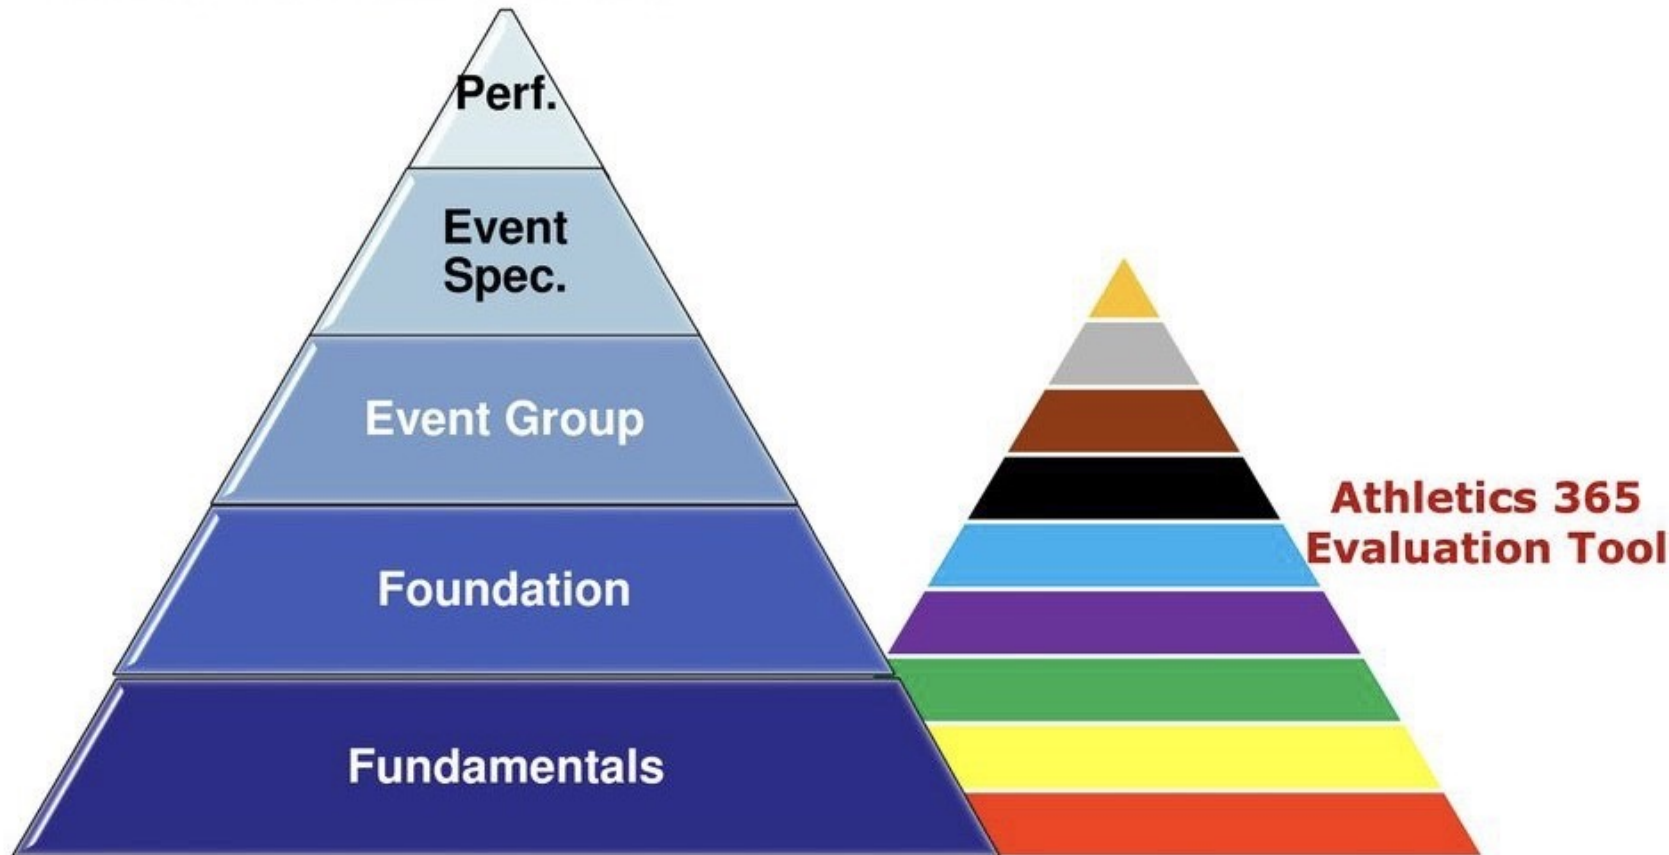 Perf.
Event
Spec.
Event Group
Foundation
Fundamentals
Athletics 365
Evaluation Tool